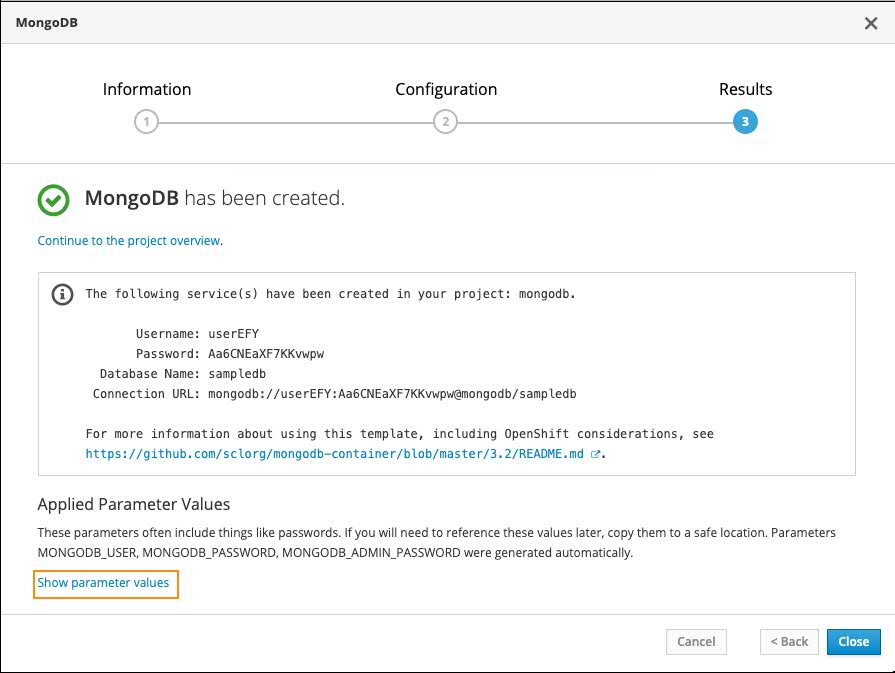 MongoDB
Information
Configuration
Results
1
2
3
MongoDB has been created.
Continue to the project overview.
The following service(s) have been created in your project: mongodb.
Username: userEFY
Password: Aa6CNEaXF7KKvwpw
Database Name: sampledb
Connection URL: mongodb://userEFY:Aa6CNEaXF7KKvwpw@mongodb/sampledb
For more information about using this template, including OpenShift considerations, see
https://github.com/sclorg/mongodb-container/blob/master/3.2/README.md .
Applied Parameter Values
These parameters often include things like passwords. If you will need to reference these values later, copy them to a safe location. Parameters
MONGODB_USER, MONGODB_PASSWORD, MONGODB_ADMIN_PASSWORD were generated automatically.
Show parameter values
Cancel
< Back
Close